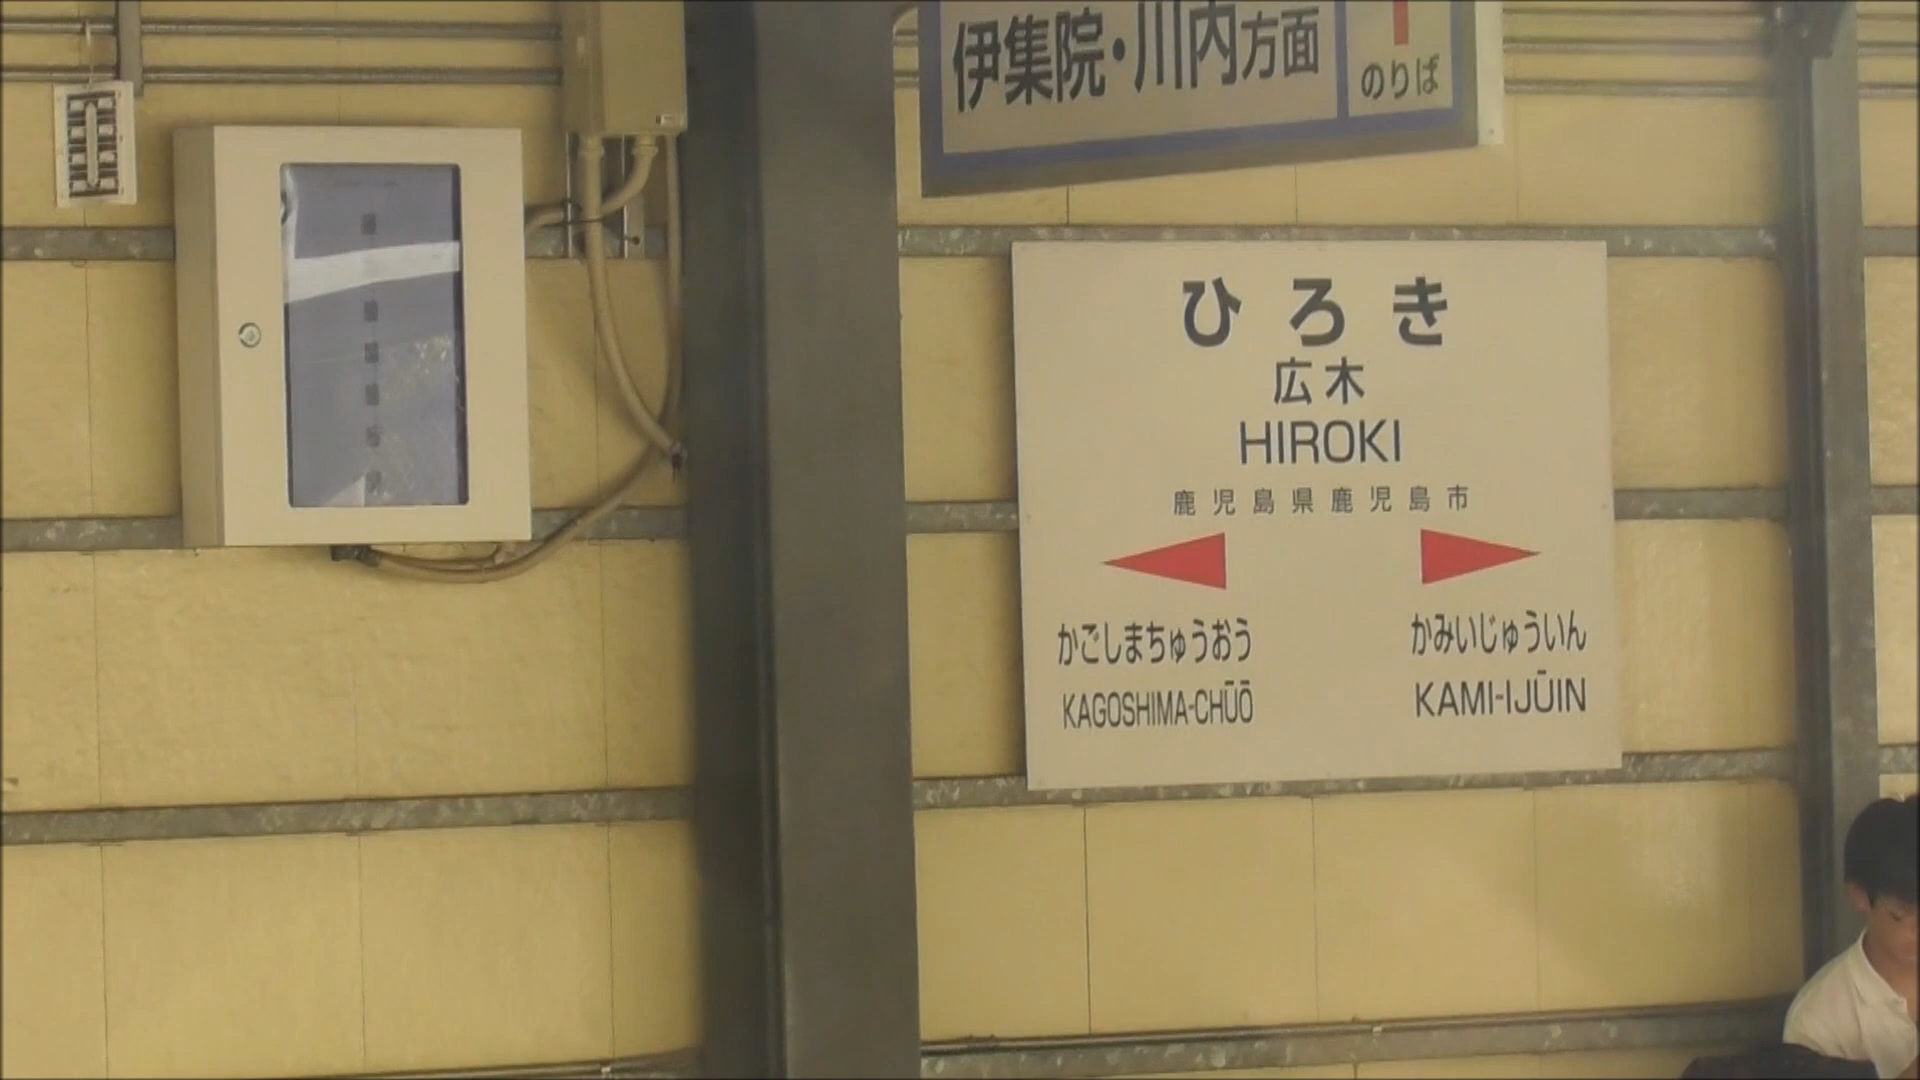 伊集院・川内方面
1
のりば
ひろき
広木
HIROKI
鹿児島県鹿児島市
かごしまちゅうおう
KAGOSHIMA-CHŪŌ
かみいじゅういん
KAMI-IJŪIN